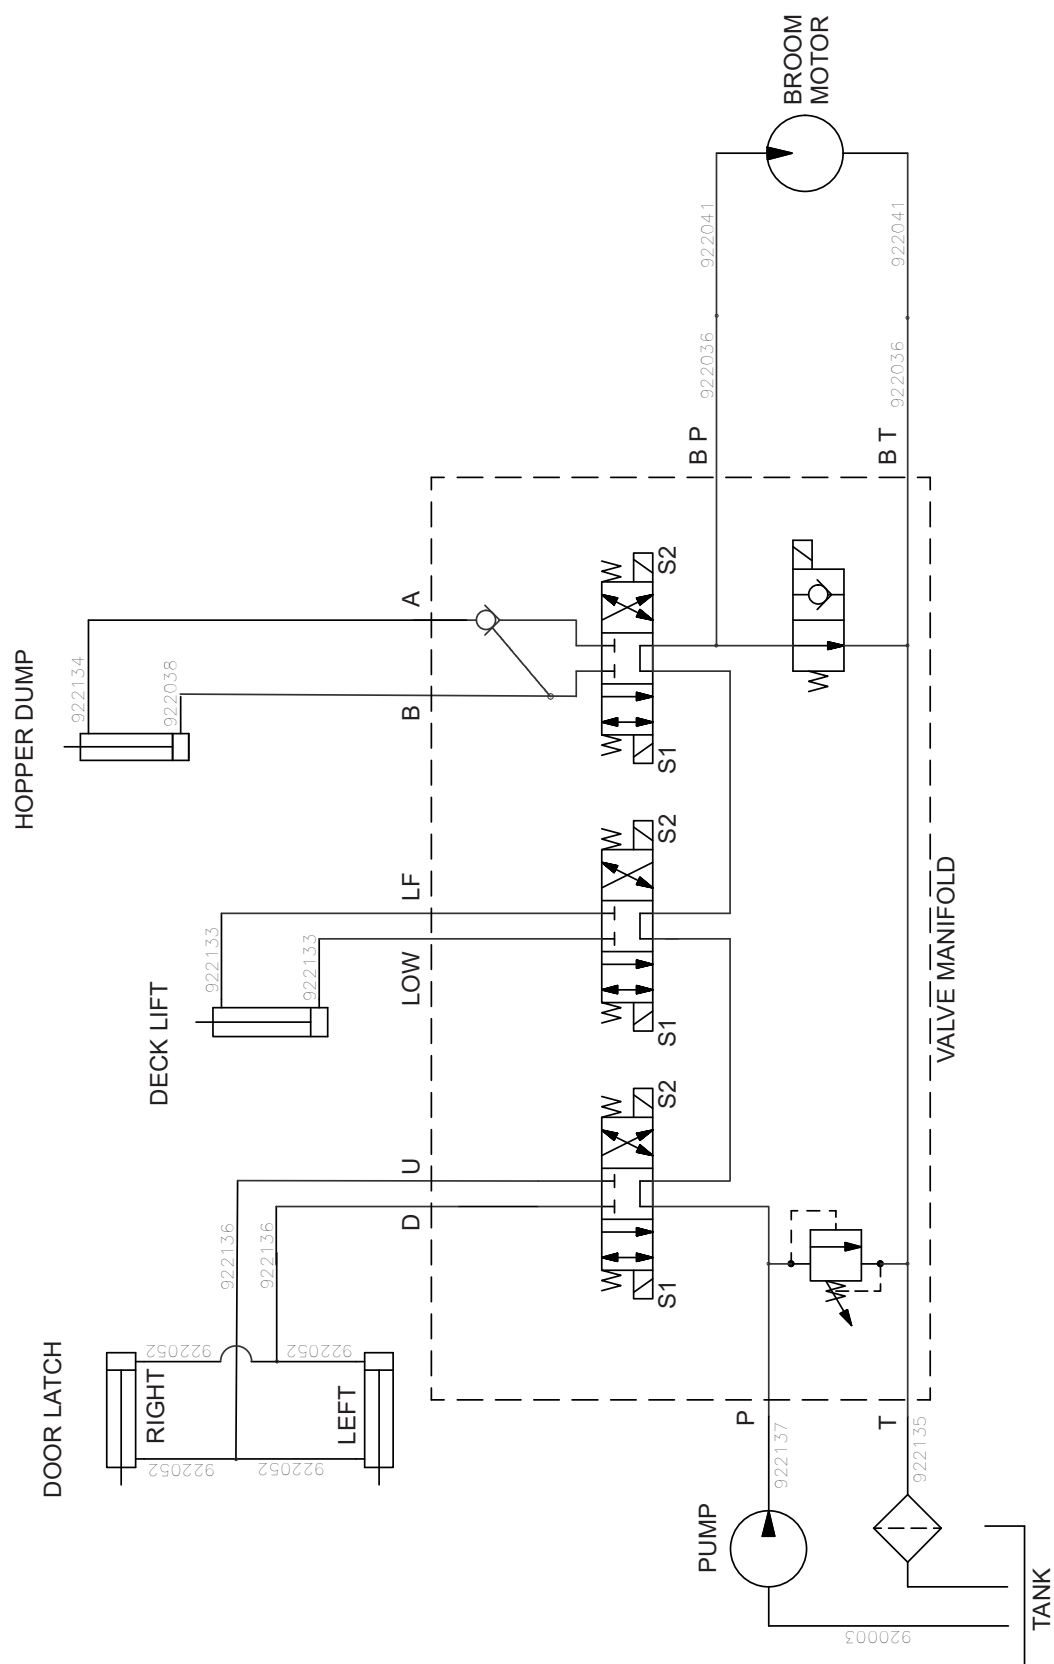 HOPPER DUMP
922134
922038
DECK LIFT
922133
922133
DOOR LATCH
922136
922136
922052
922052
922052
922052
RIGHT
LEFT
A
B
LF
LOW
U
D
S1
S2
S1
S2
S1
S2
BROOM
MOTOR
922041
922036
B P
922041
922036
B T
VALVE MANIFOLD
P
922137
PUMP
T
922135
920003
TANK